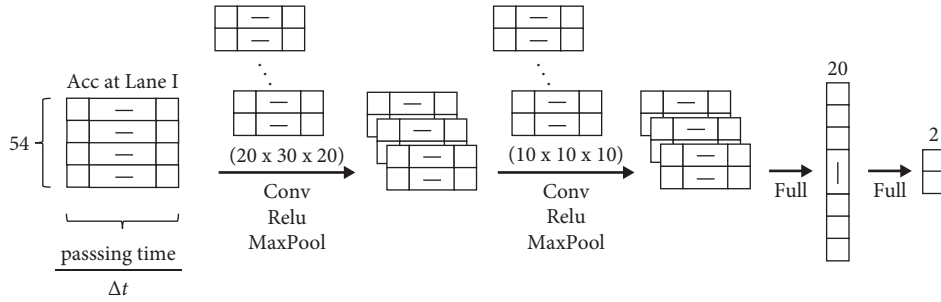 Acc at Lane I
54
passsing time
Δt
(20 x 30 x 20)
Conv
Relu
MaxPool
(10 x 10 x 10)
Conv
Relu
MaxPool
Full
20
Full
2